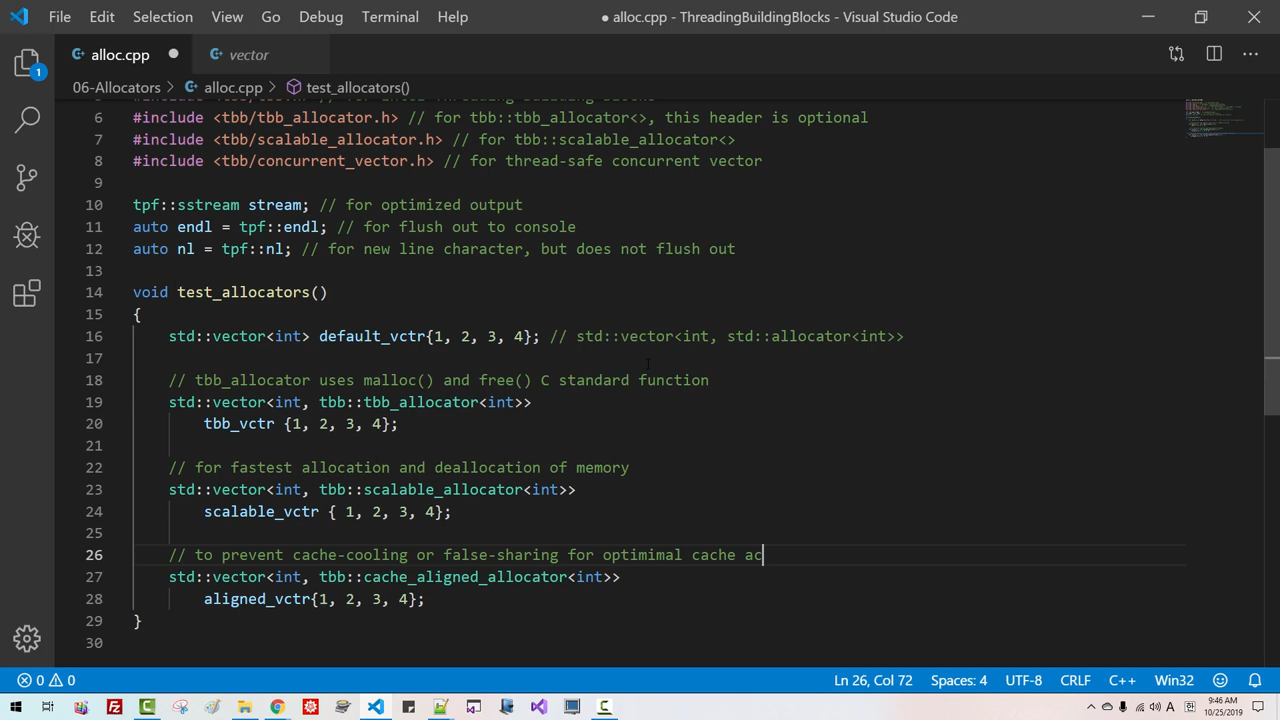 File Edit Selection View Go Debug Terminal Help ● alloc.cpp - ThreadingBuildingBlocks - Visual Studio Code
alloc.cpp vector
1
06-Allocators > alloc.cpp > test_allocators()
6 #include <tbb/tbb_allocator.h> // for tbb::tbb_allocator<>, this header is optional
7 #include <tbb/scalable_allocator.h> // for tbb::scalable_allocator<>
8 #include <tbb/concurrent_vector.h> // for thread-safe concurrent vector
9
10 tpf::sstream stream; // for optimized output
11 auto endl = tpf::endl; // for flush out to console
12 auto nl = tpf::nl; // for new line character, but does not flush out
13
14 void test_allocators()
15 {
16 std::vector<int> default_vctr{1, 2, 3, 4}; // std::vector<int, std::allocator<int>>
17
18 // tbb_allocator uses malloc() and free() C standard function
19 std::vector<int, tbb::tbb_allocator<int>>
20 tbb_vctr {1, 2, 3, 4};
21
22 // for fastest allocation and deallocation of memory
23 std::vector<int, tbb::scalable_allocator<int>>
24 scalable_vctr { 1, 2, 3, 4};
25
26 // to prevent cache-cooling or false-sharing for optimimal cache ac
27 std::vector<int, tbb::cache_aligned_allocator<int>>
28 aligned_vctr{1, 2, 3, 4};
29 }
30
0 0 Ln 26, Col 72 Spaces: 4 UTF-8 CRLF C++ Win32
A 9:46 AM
10/25/2019